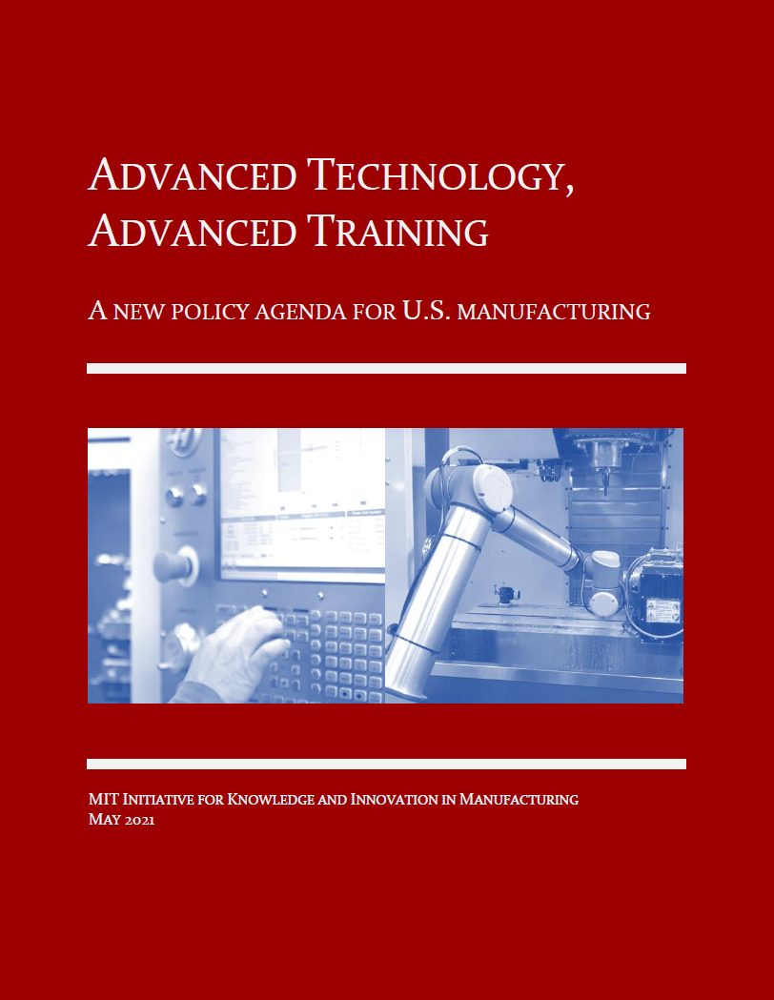 Advanced Technology,
Advanced Training
A new policy agenda for U.S. manufacturing
MIT Initiative for Knowledge and Innovation in Manufacturing
May 2021